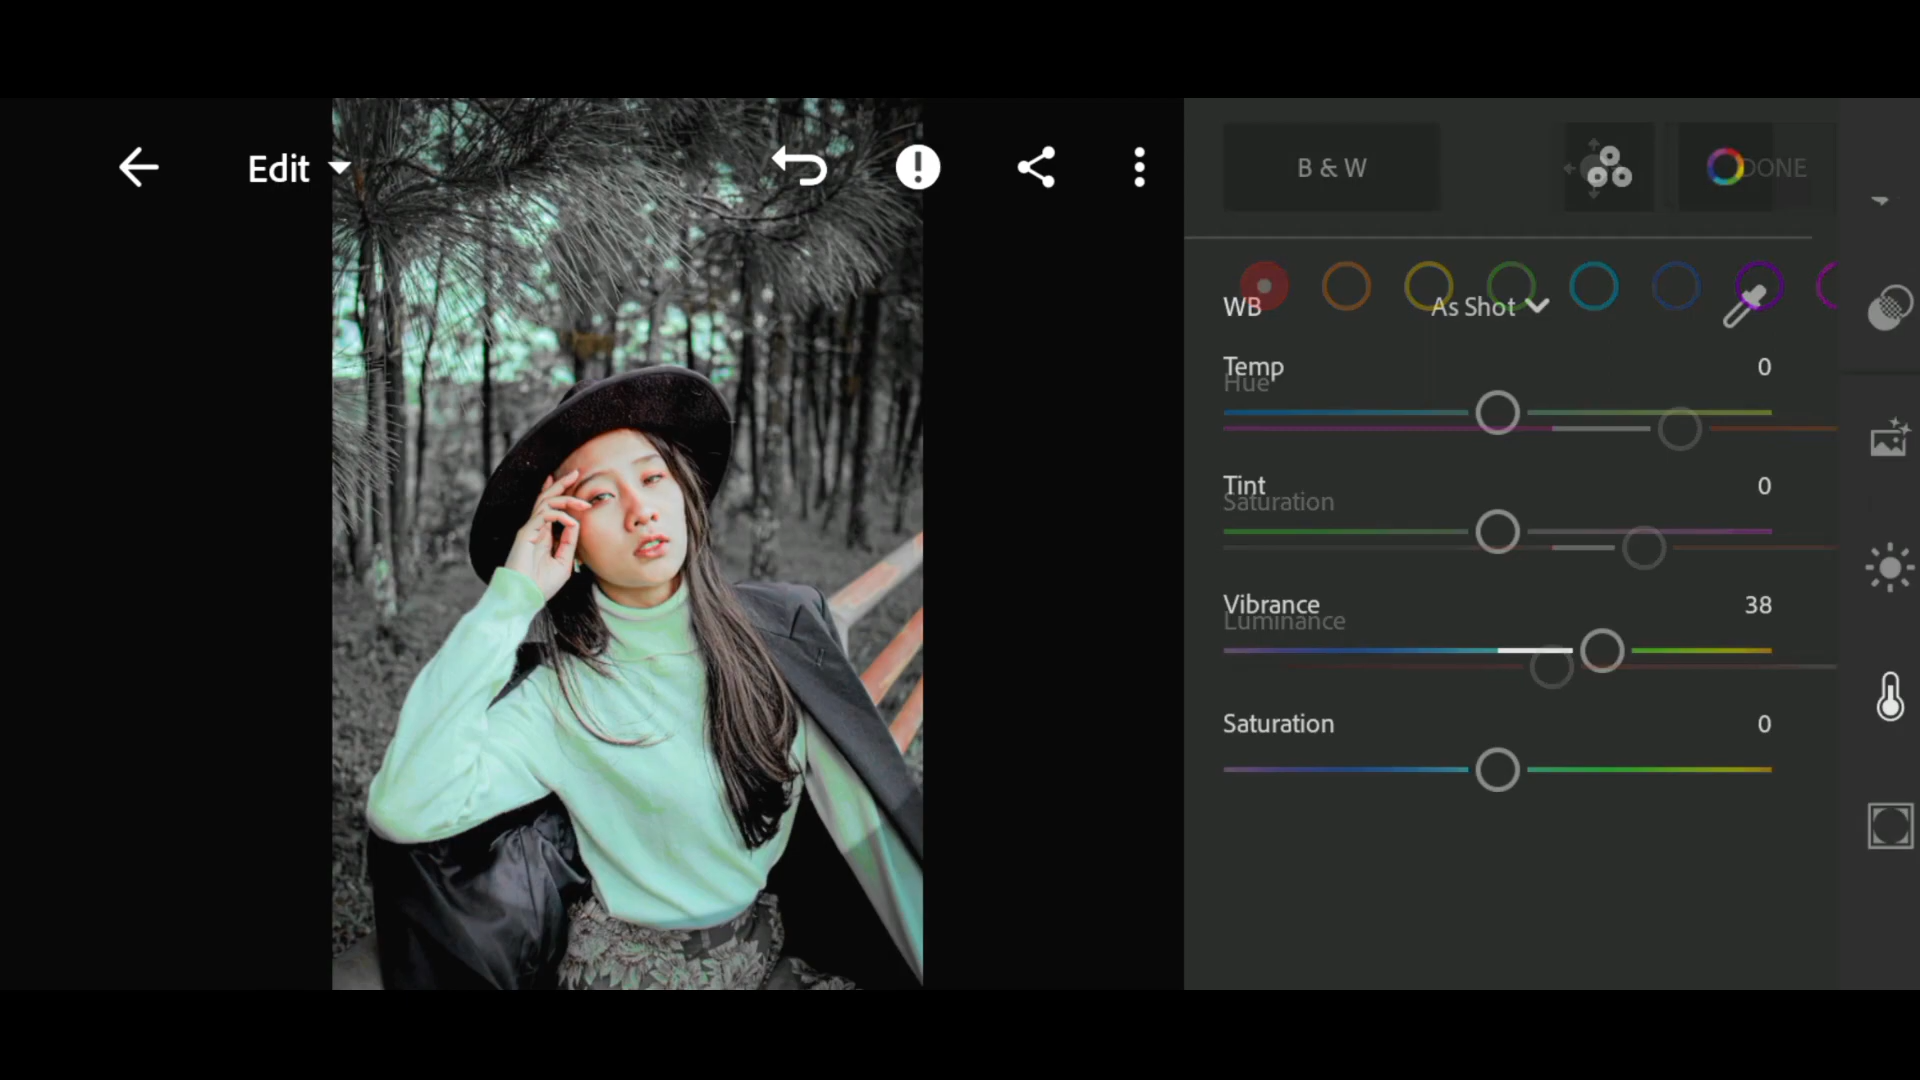 Edit
B & W
DONE
WB
As Shot
Temp 0
Hue
Tint 0
Saturation
Vibrance 38
Luminance
Saturation 0